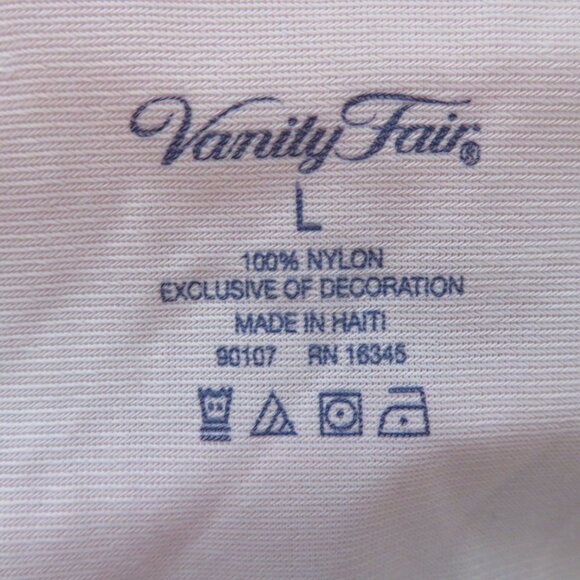 Vanity Fair®
L
100% NYLON
EXCLUSIVE OF DECORATION
MADE IN HAITI
90107 RN 16345